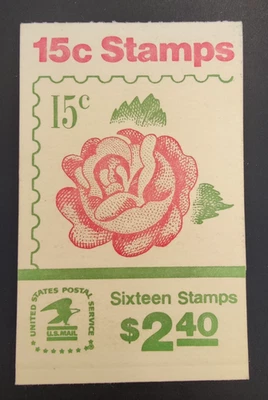 15c Stamps
15c
UNITED STATES POSTAL SERVICE
U.S. MAIL
Sixteen Stamps
$2.40